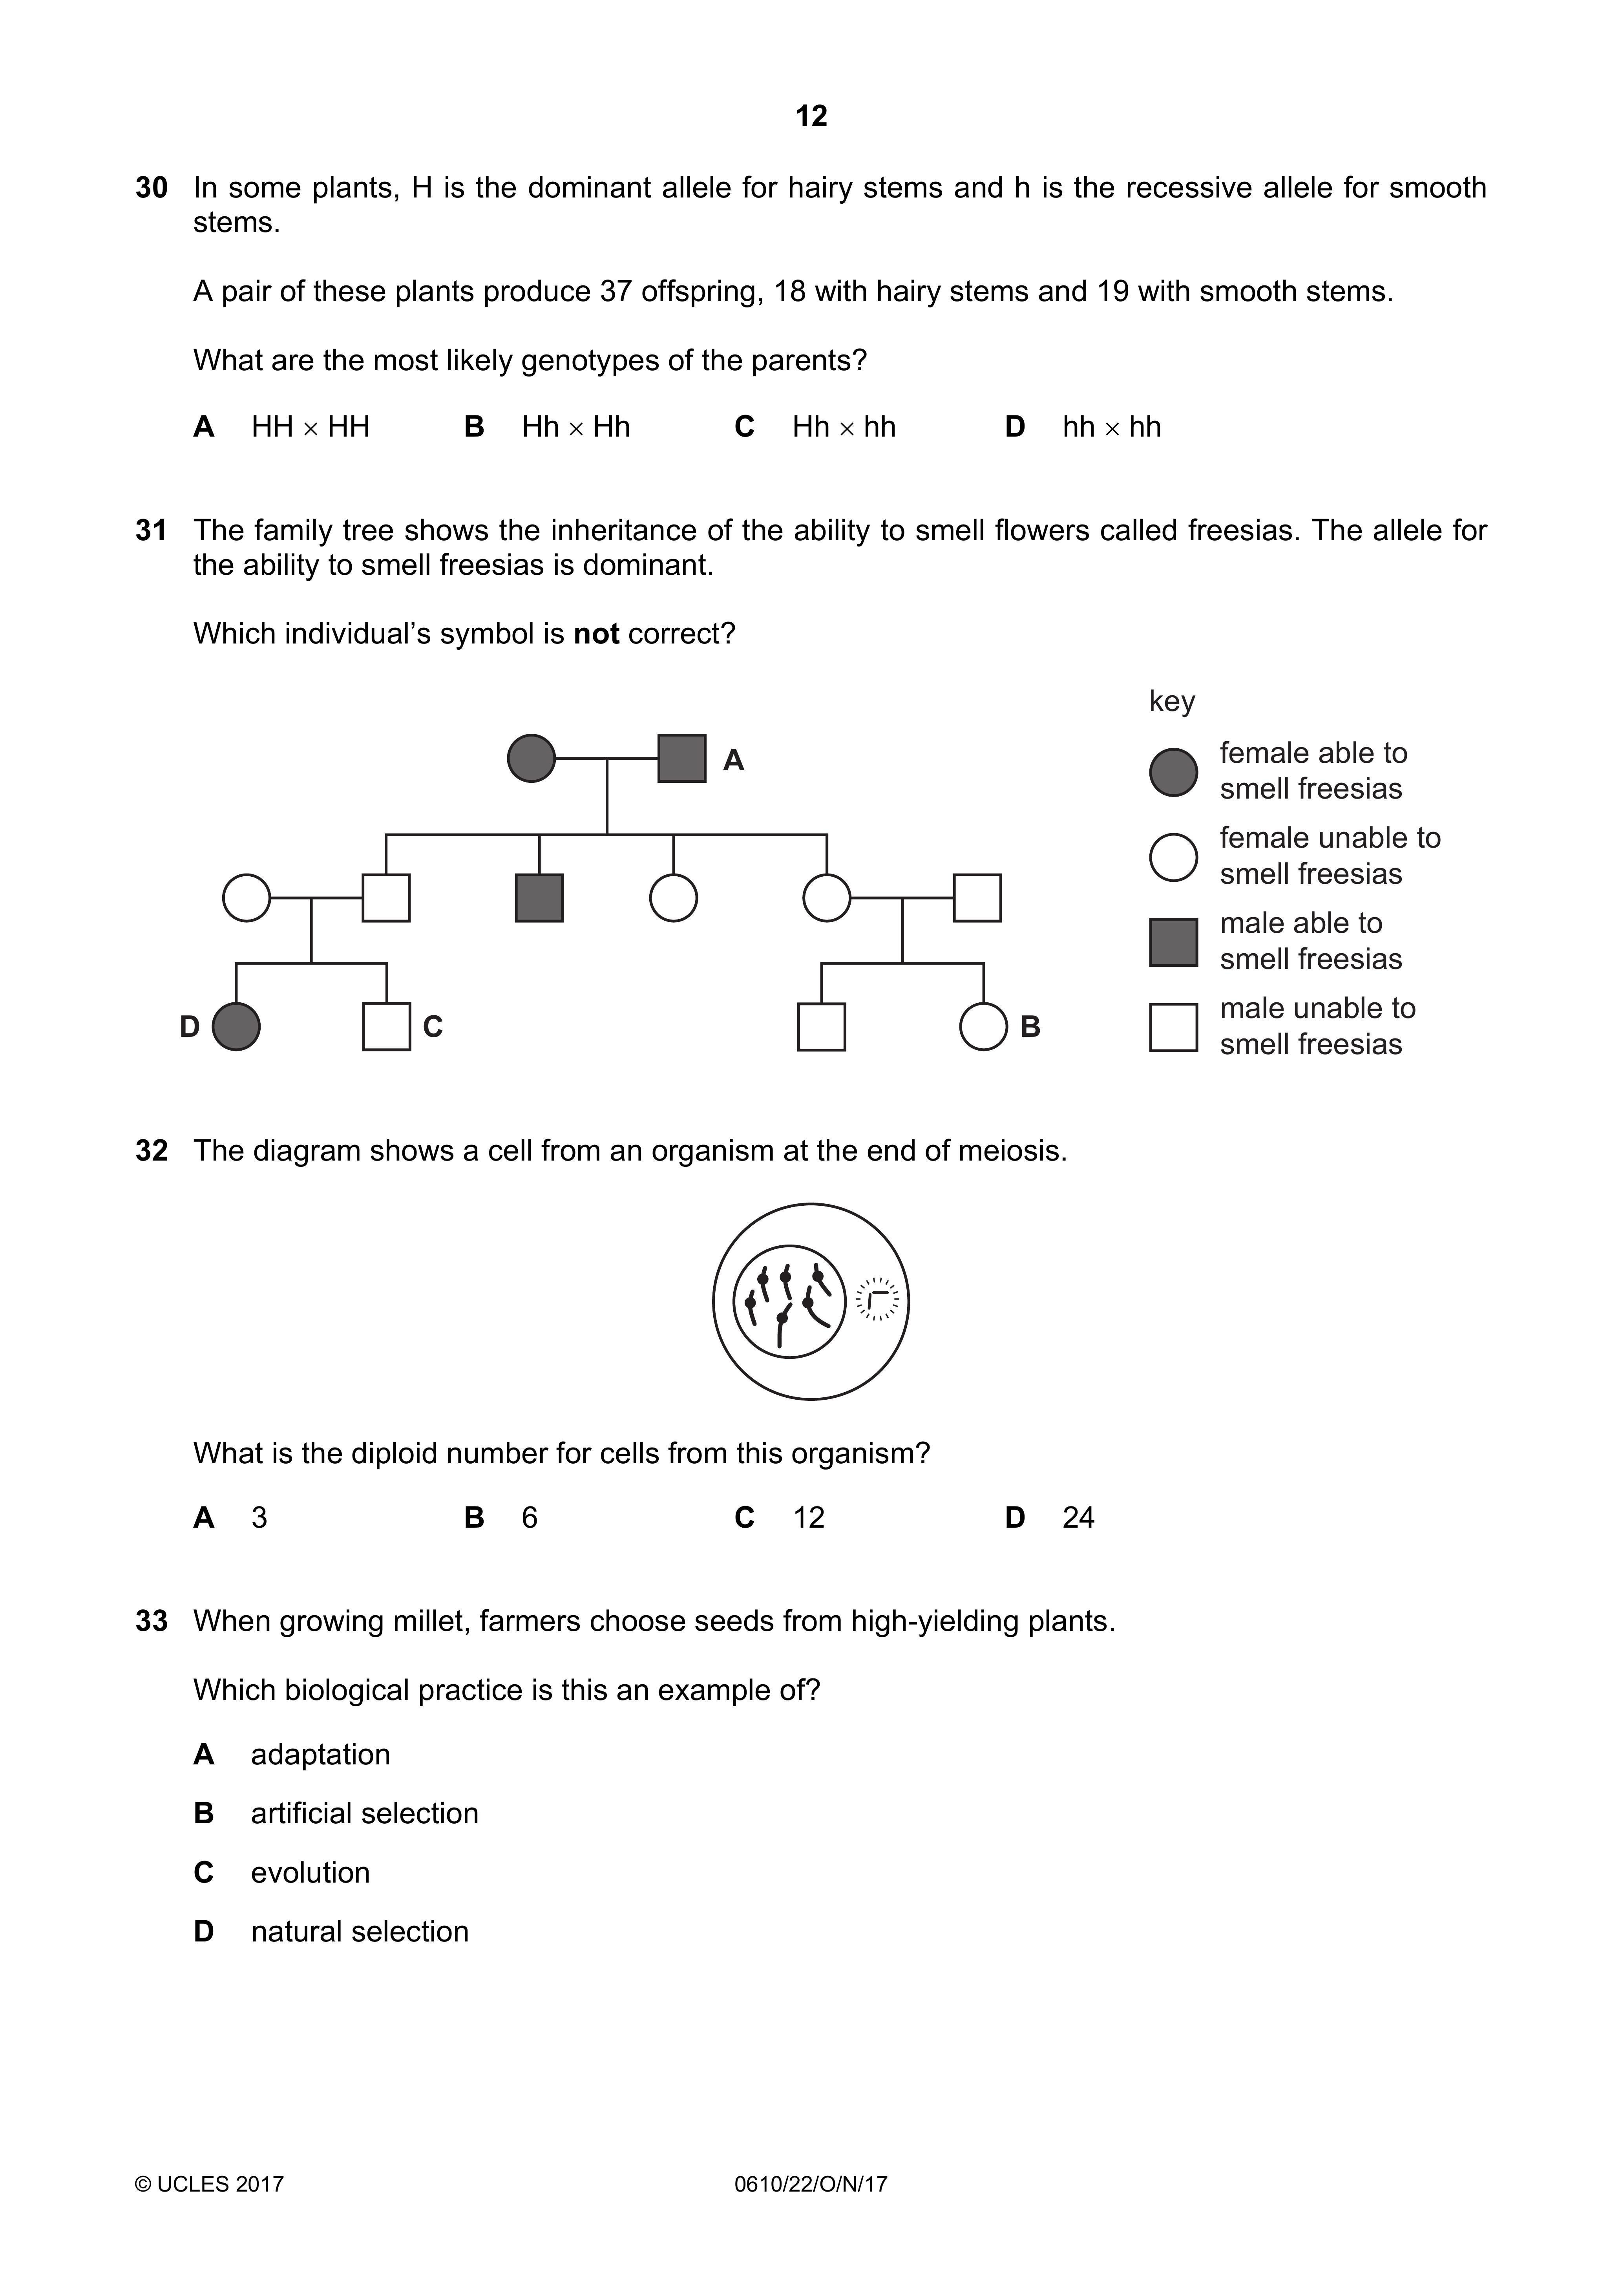 12
30 In some plants, H is the dominant allele for hairy stems and h is the recessive allele for smooth
stems.
A pair of these plants produce 37 offspring, 18 with hairy stems and 19 with smooth stems.
What are the most likely genotypes of the parents?
A HH × HH B Hh × Hh C Hh × hh D hh × hh
31 The family tree shows the inheritance of the ability to smell flowers called freesias. The allele for
the ability to smell freesias is dominant.
Which individual's symbol is not correct?
A
D
C
B
key
female able to
smell freesias
female unable to
smell freesias
male able to
smell freesias
male unable to
smell freesias
32 The diagram shows a cell from an organism at the end of meiosis.
What is the diploid number for cells from this organism?
A 3 B 6 C 12 D 24
33 When growing millet, farmers choose seeds from high-yielding plants.
Which biological practice is this an example of?
A adaptation
B artificial selection
C evolution
D natural selection
© UCLES 2017 0610/22/O/N/17